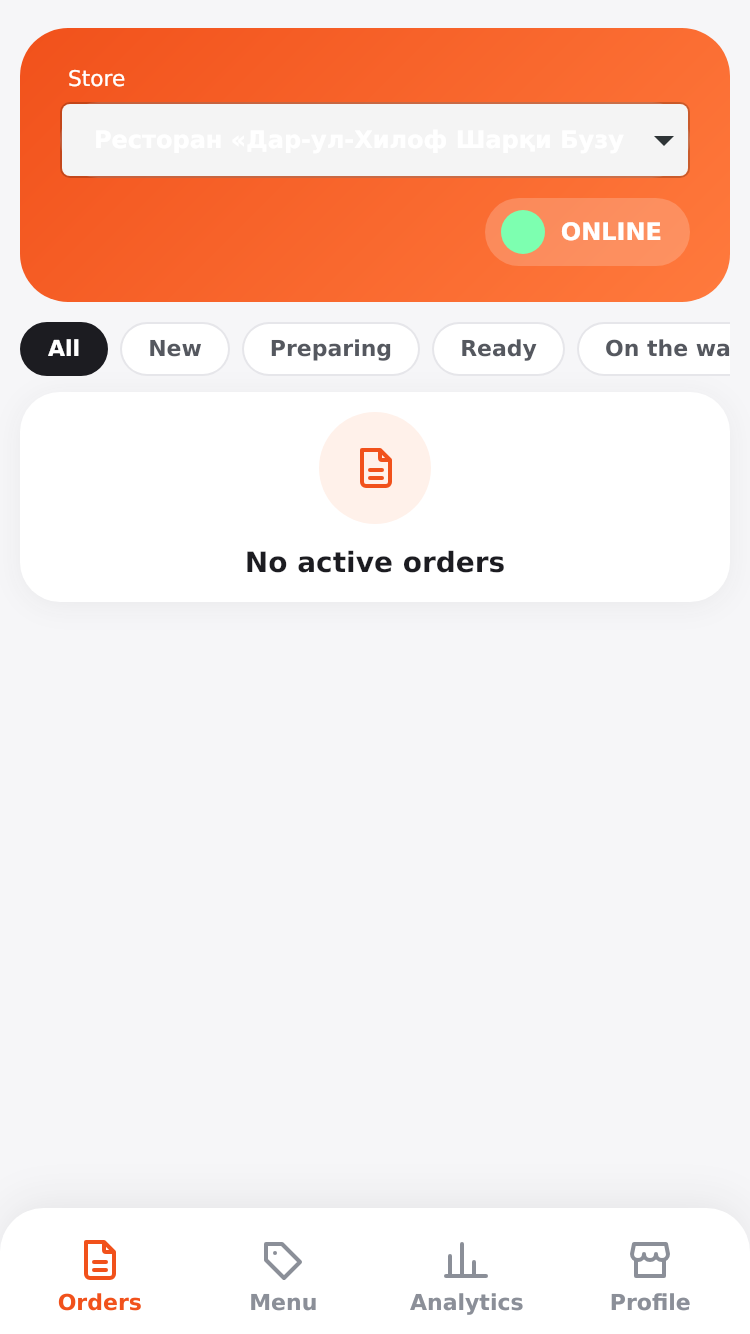 Store
Ресторан «Дар-ул-Хилоф Шарқи Бузу
ONLINE
All
New
Preparing
Ready
On the wa
No active orders
Orders
Menu
Analytics
Profile